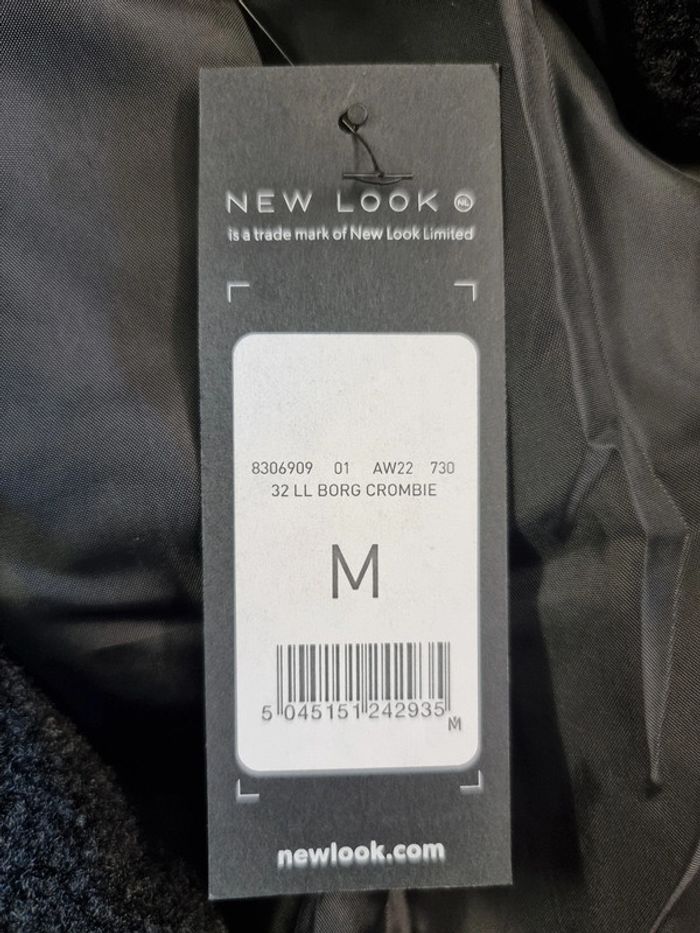 NEW LOOK NL
is a trade mark of New Look Limited
8306909 01 AW22 730
32 LL BORG CROMBIE
M
5 045151 242935
M
newlook.com